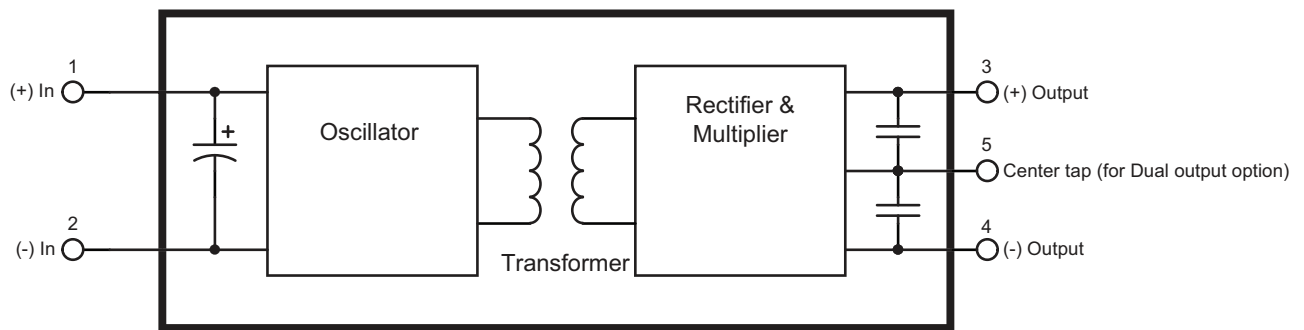 1
(+) In
2
(-) In
+
Oscillator
Transformer
Rectifier &
Multiplier
3
(+) Output
5
Center tap (for Dual output option)
4
(-) Output